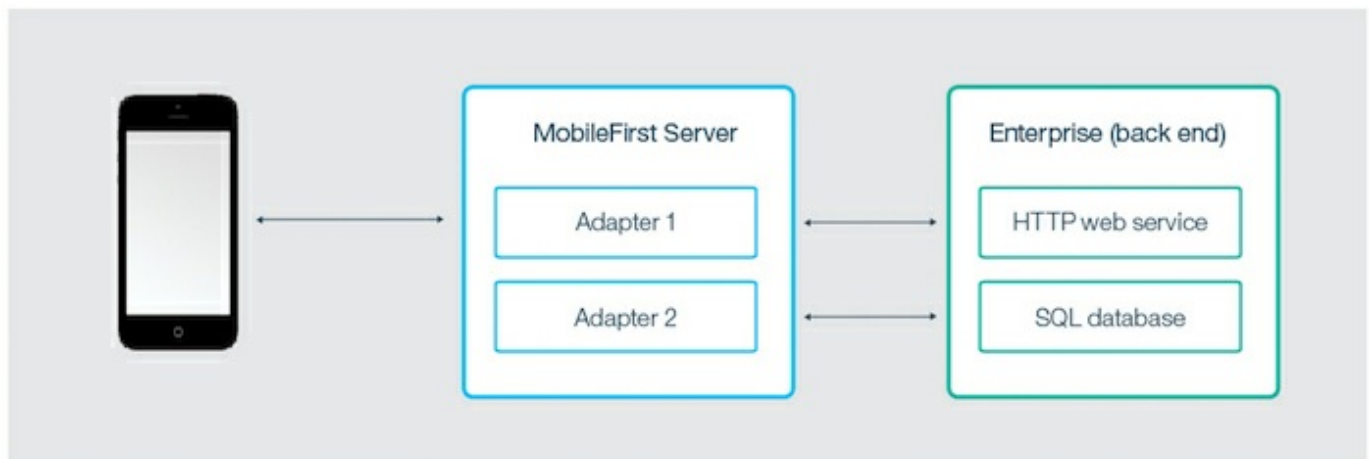 MobileFirst Server
Adapter 1
Adapter 2
Enterprise (back end)
HTTP web service
SQL database